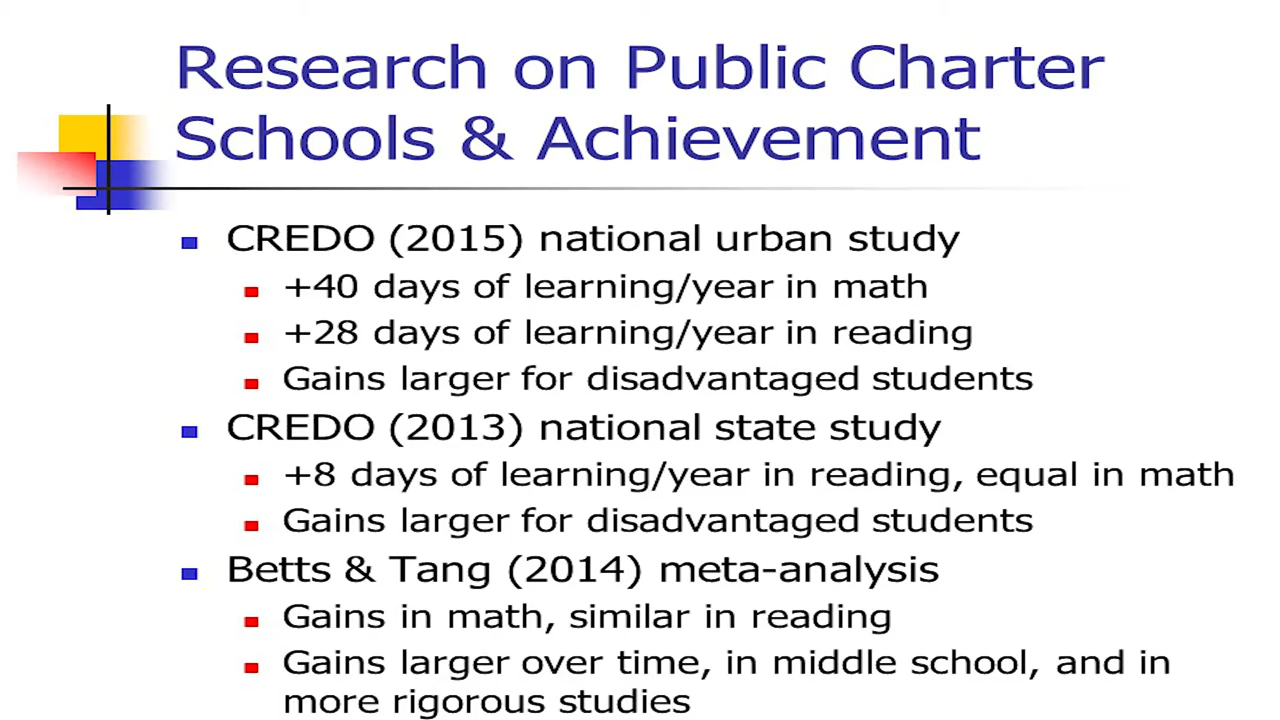 Research on Public Charter
Schools & Achievement
CREDO (2015) national urban study
+40 days of learning/year in math
+28 days of learning/year in reading
Gains larger for disadvantaged students
CREDO (2013) national state study
+8 days of learning/year in reading, equal in math
Gains larger for disadvantaged students
Betts & Tang (2014) meta-analysis
Gains in math, similar in reading
Gains larger over time, in middle school, and in
more rigorous studies